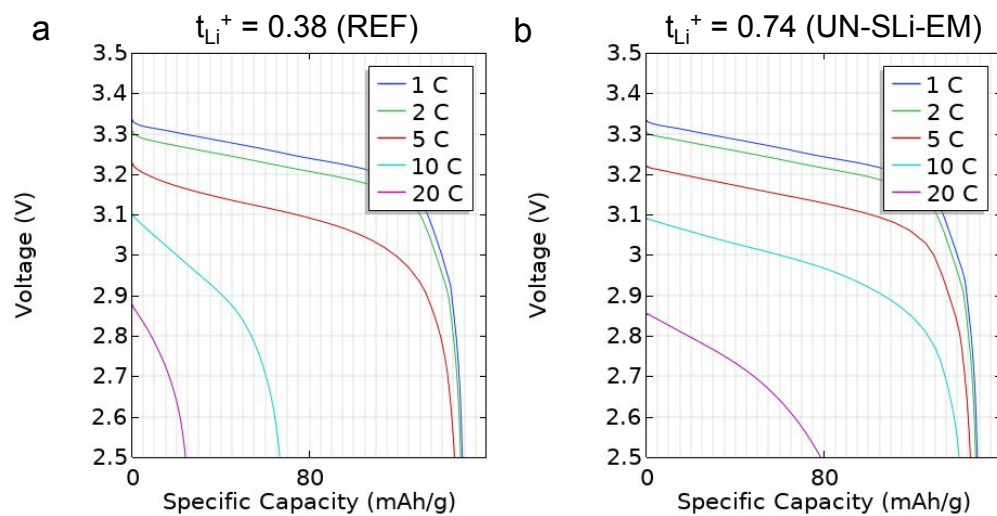 a
t_Li^+ = 0.38 (REF)
3.5
3.4
3.3
3.2
3.1
3
2.9
2.8
2.7
2.6
2.5
Voltage (V)
1 C
2 C
5 C
10 C
20 C
0
80
Specific Capacity (mAh/g)
b
t_Li^+ = 0.74 (UN-SLi-EM)
3.5
3.4
3.3
3.2
3.1
3
2.9
2.8
2.7
2.6
2.5
Voltage (V)
1 C
2 C
5 C
10 C
20 C
0
80
Specific Capacity (mAh/g)